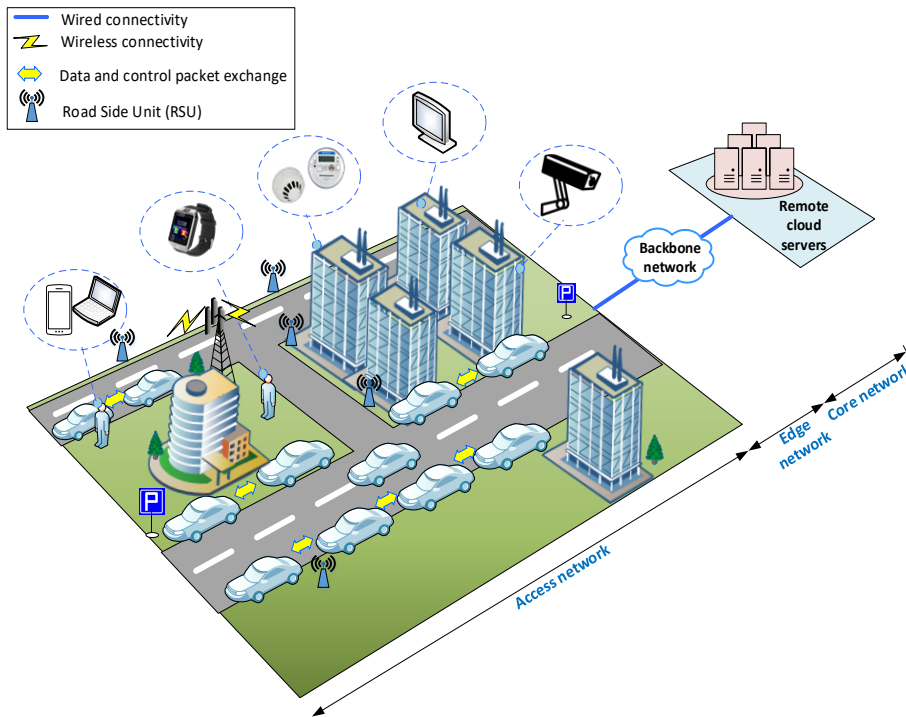 Wired connectivity
Wireless connectivity
Data and control packet exchange
Road Side Unit (RSU)
Remote
cloud
servers
Backbone
network
P
P
Core network
Edge
network
Access network